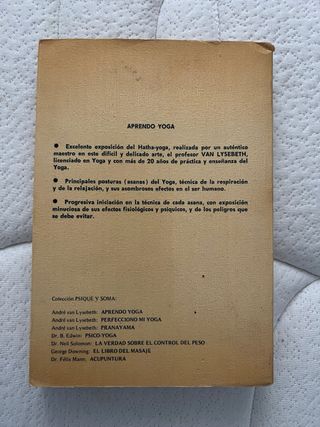 APRENDO YOGA
● Excelente exposición del Hatha-yoga, realizada por un auténtico
maestro en este difícil y delicado arte, el profesor VAN LYSEBETH,
licenciado en Yoga y con más de 20 años de práctica y enseñanza del
Yoga.
● Principales posturas (asanas) del Yoga, técnica de la respiración
y de la relajación, y sus asombrosos efectos en el ser humano.
● Progresiva iniciación en la técnica de cada asana, con exposición
minuciosa de sus efectos fisiológicos y psíquicos, y de los peligros que
se debe evitar.
Colección PSIQUE Y SOMA:
André van Lysebeth: APRENDO YOGA
André van Lysebeth: PERFECCIONO MI YOGA
André van Lysebeth: PRANAYAMA
Dr. B. Edwin: PSICO-YOGA
Dr. Neil Solomon: LA VERDAD SOBRE EL CONTROL DEL PESO
George Downing: EL LIBRO DEL MASAJE
Dr. Félix Mann: ACUPUNTURA